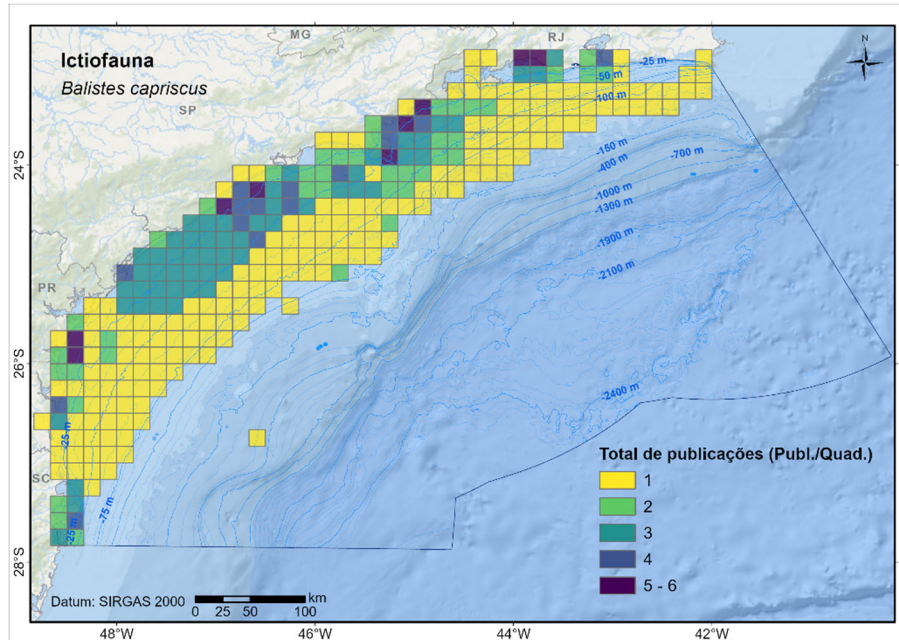 Ictiofauna
Balistes capriscus
MG
RJ
N
SP
PR
SC
-25 m
-50 m
100 m
-150 m
-400 m
-700 m
-1000 m
-1300 m
-1900 m
-2100 m
-2400 m
-25 m
-75 m
-25 m
24°S
26°S
28°S
Total de publicações (Publ./Quad.)
1
2
3
4
5 - 6
Datum: SIRGAS 2000
km
0 25 50 100
48°W 46°W 44°W 42°W